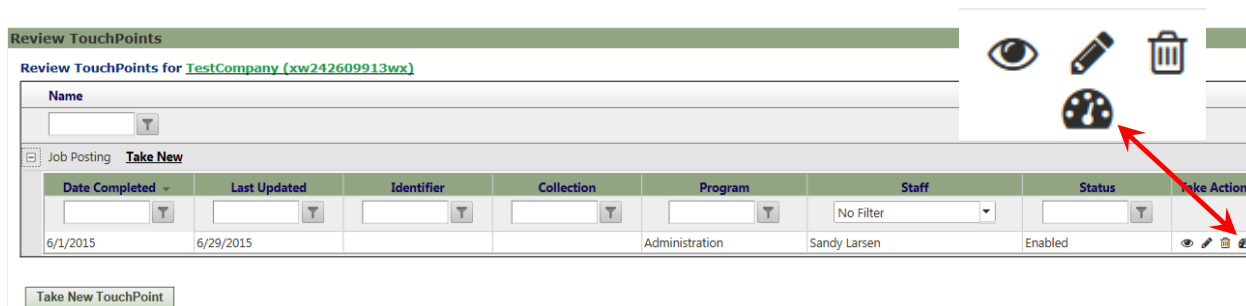 Review TouchPoints
Review TouchPoints for TestCompany (xw242609913wx)
Name
Job Posting Take New
Date Completed Last Updated Identifier Collection Program Staff Status Take Action
No Filter
6/1/2015 6/29/2015 Administration Sandy Larsen Enabled
Take New TouchPoint